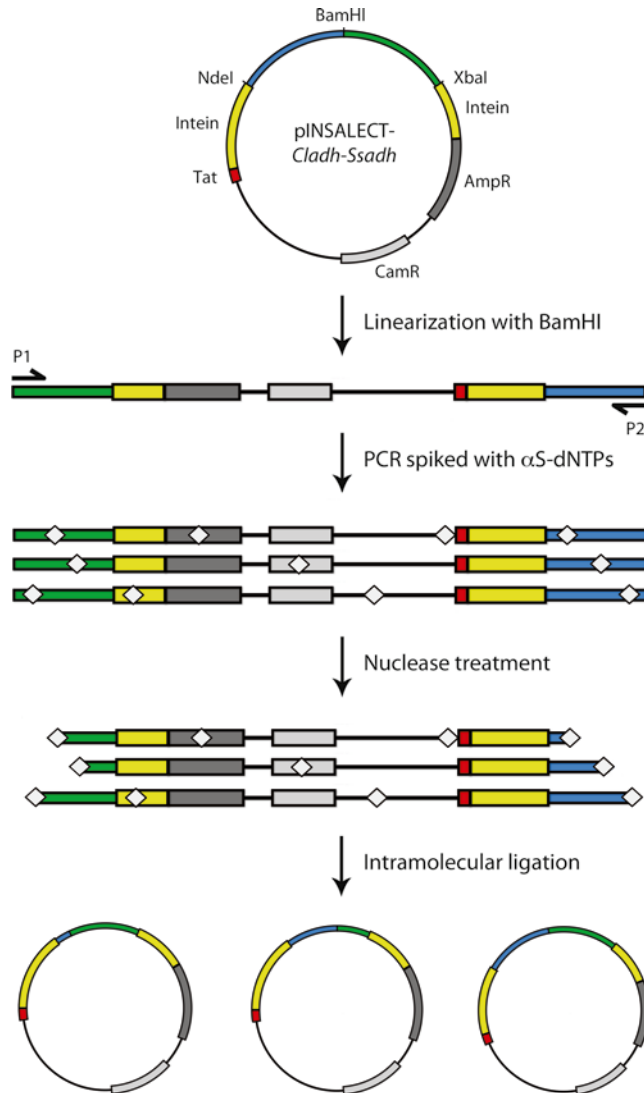 BamHI
NdeI
XbaI
Intein
Intein
pINSALECT-
Cladh-Ssadh
Tat
AmpR
CamR
Linearization with BamHI
P1
P2
PCR spiked with αS-dNTPs
Nuclease treatment
Intramolecular ligation